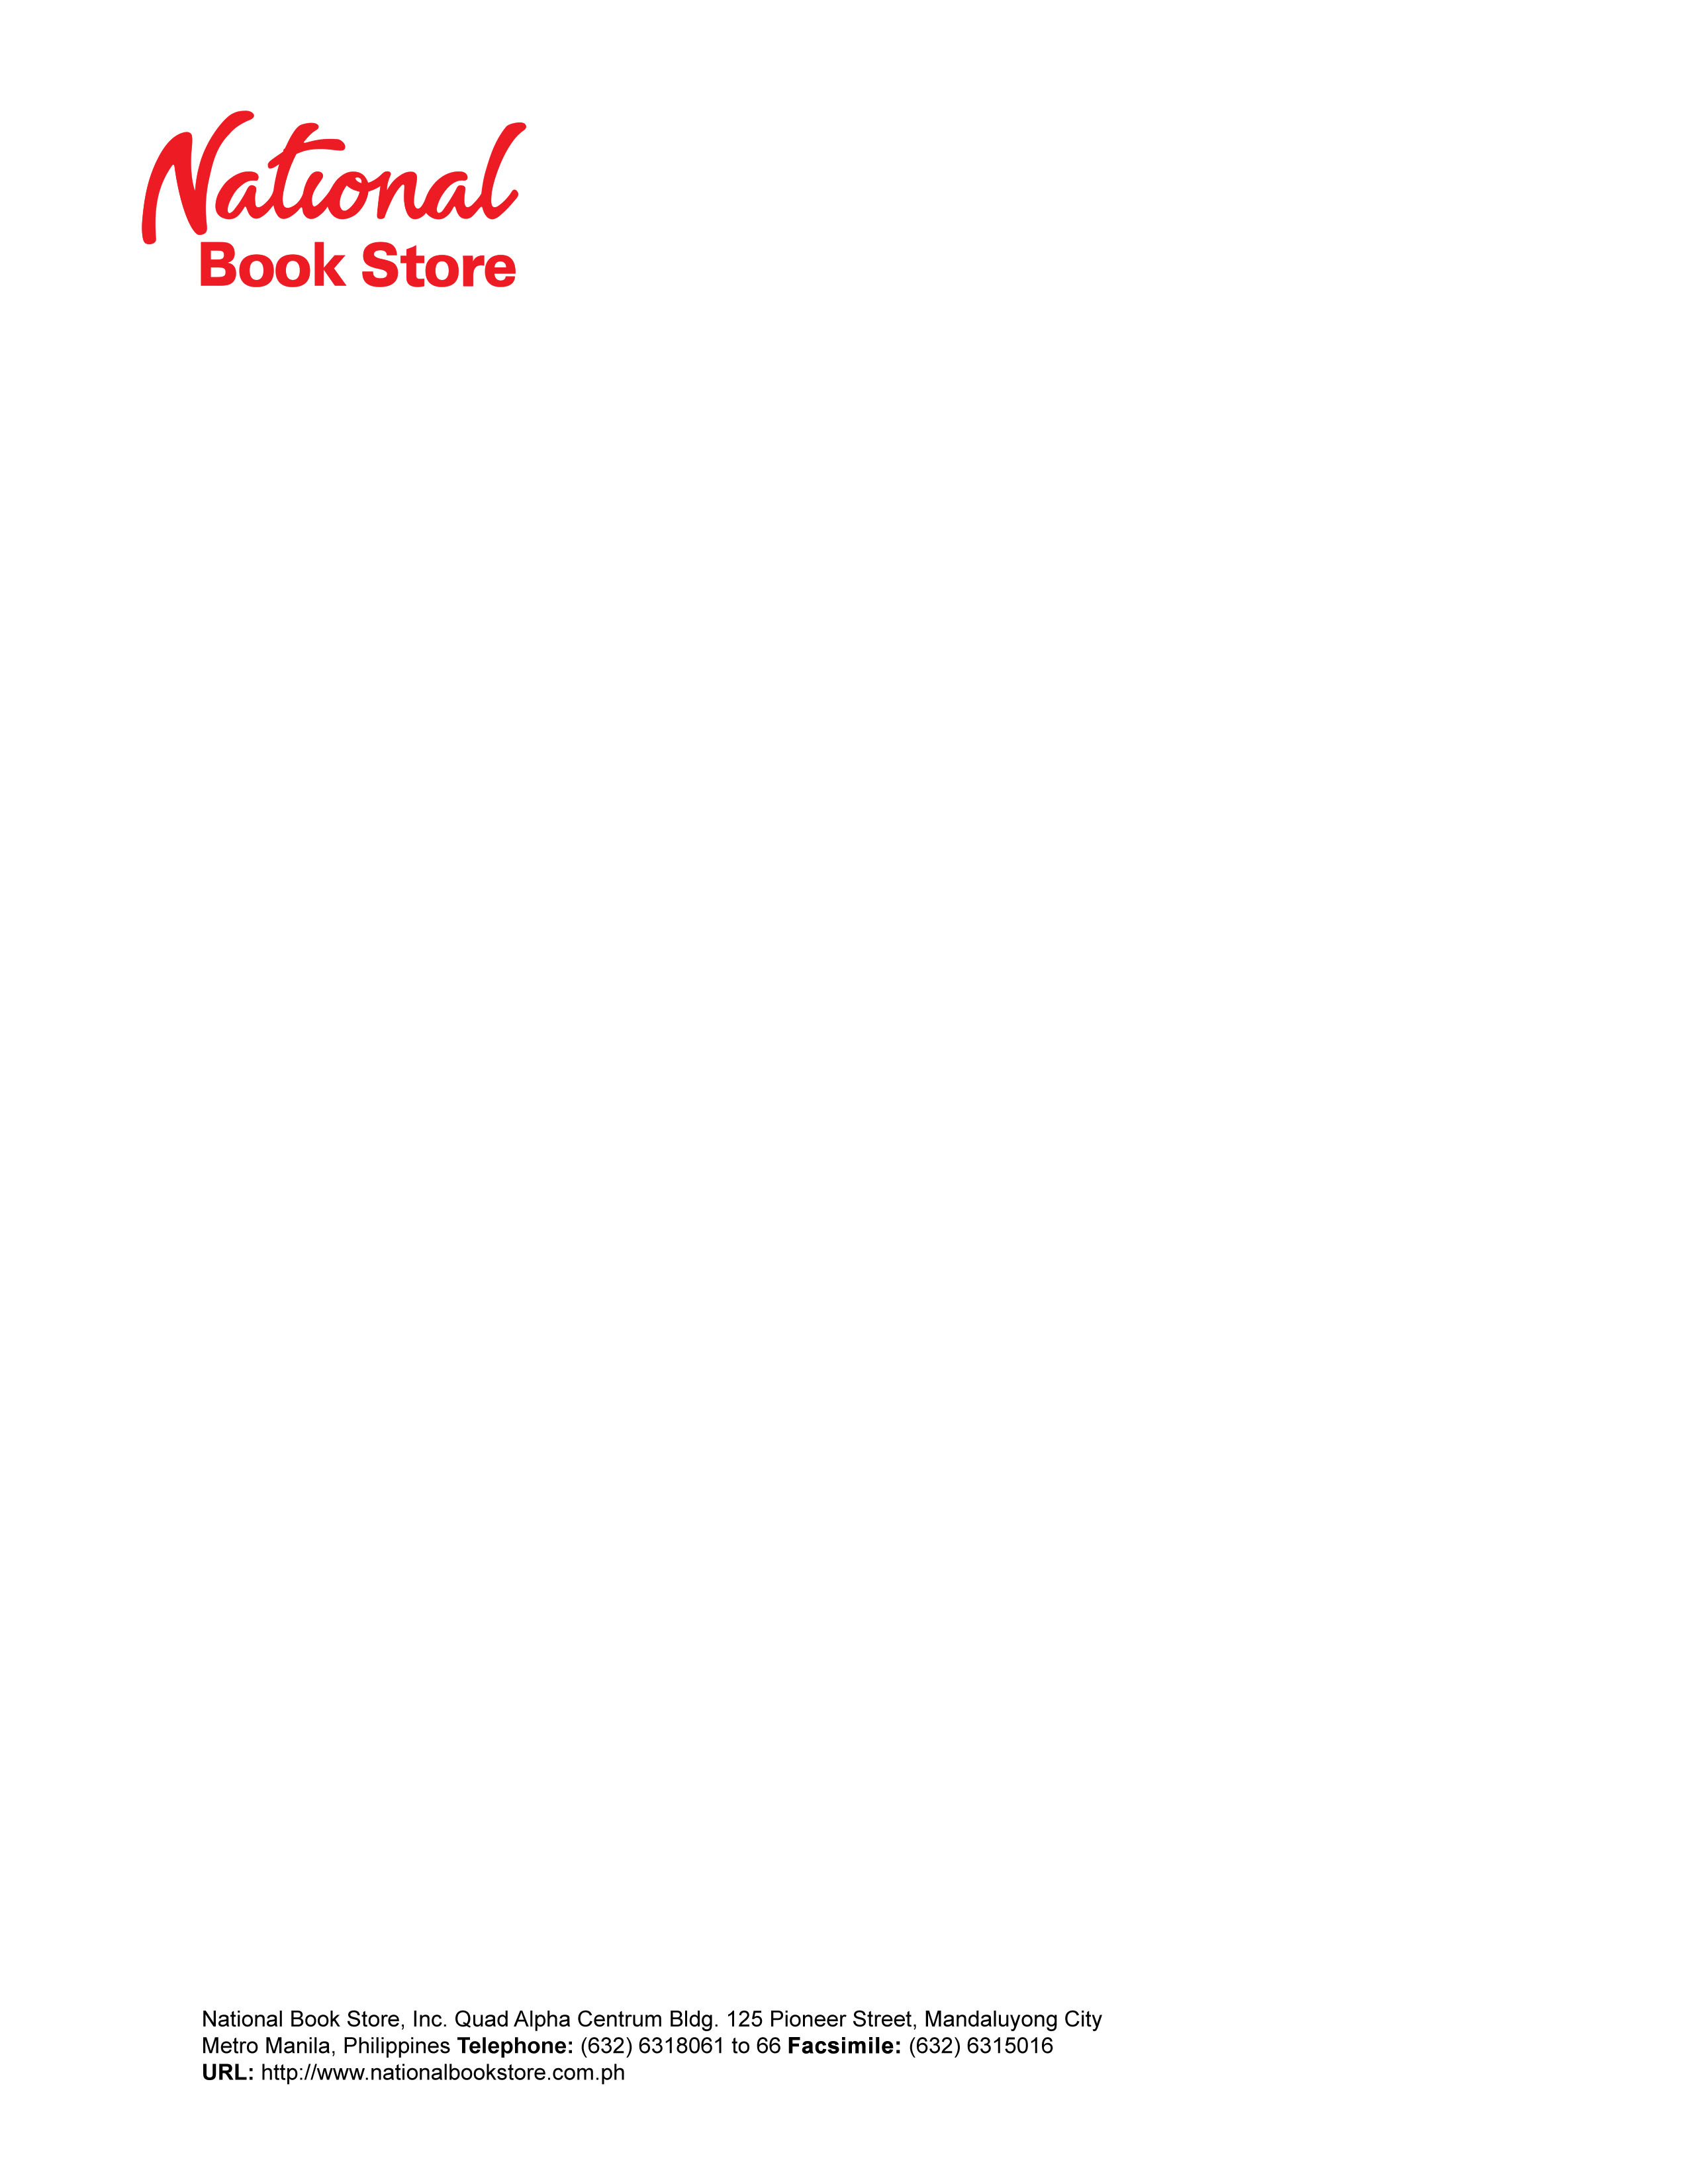 National
Book Store
National Book Store, Inc. Quad Alpha Centrum Bldg. 125 Pioneer Street, Mandaluyong City
Metro Manila, Philippines Telephone: (632) 6318061 to 66 Facsimile: (632) 6315016
URL: http://www.nationalbookstore.com.ph